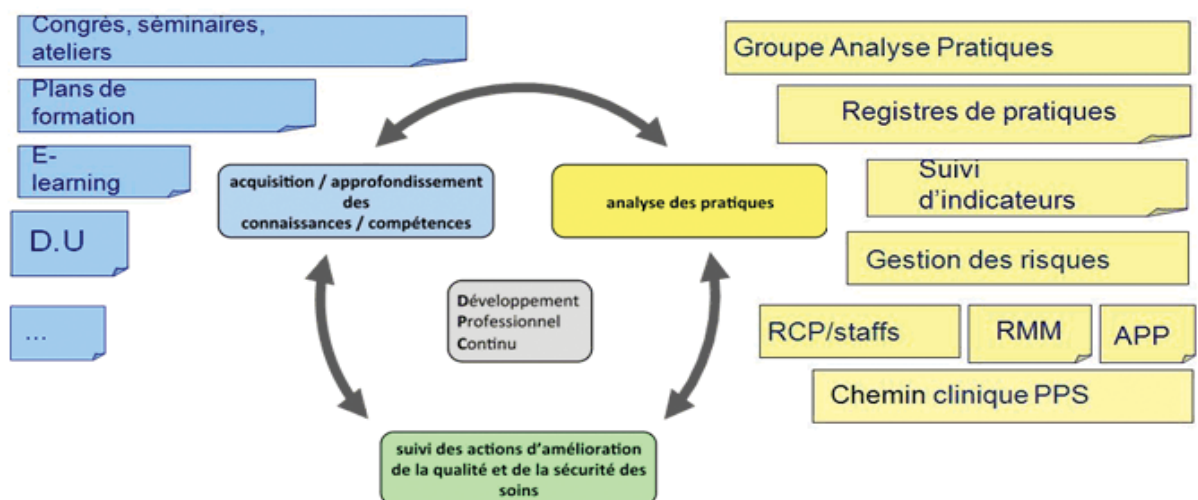 Congrès, séminaires,
ateliers
Plans de
formation
E-
learning
D.U
...
acquisition / approfondissement
des
connaissances / compétences
analyse des pratiques
Développement
Professionnel
Continu
suivi des actions d'amélioration
de la qualité et de la sécurité des
soins
Groupe Analyse Pratiques
Registres de pratiques
Suivi
d'indicateurs
Gestion des risques
RCP/staffs
RMM
APP
Chemin clinique PPS